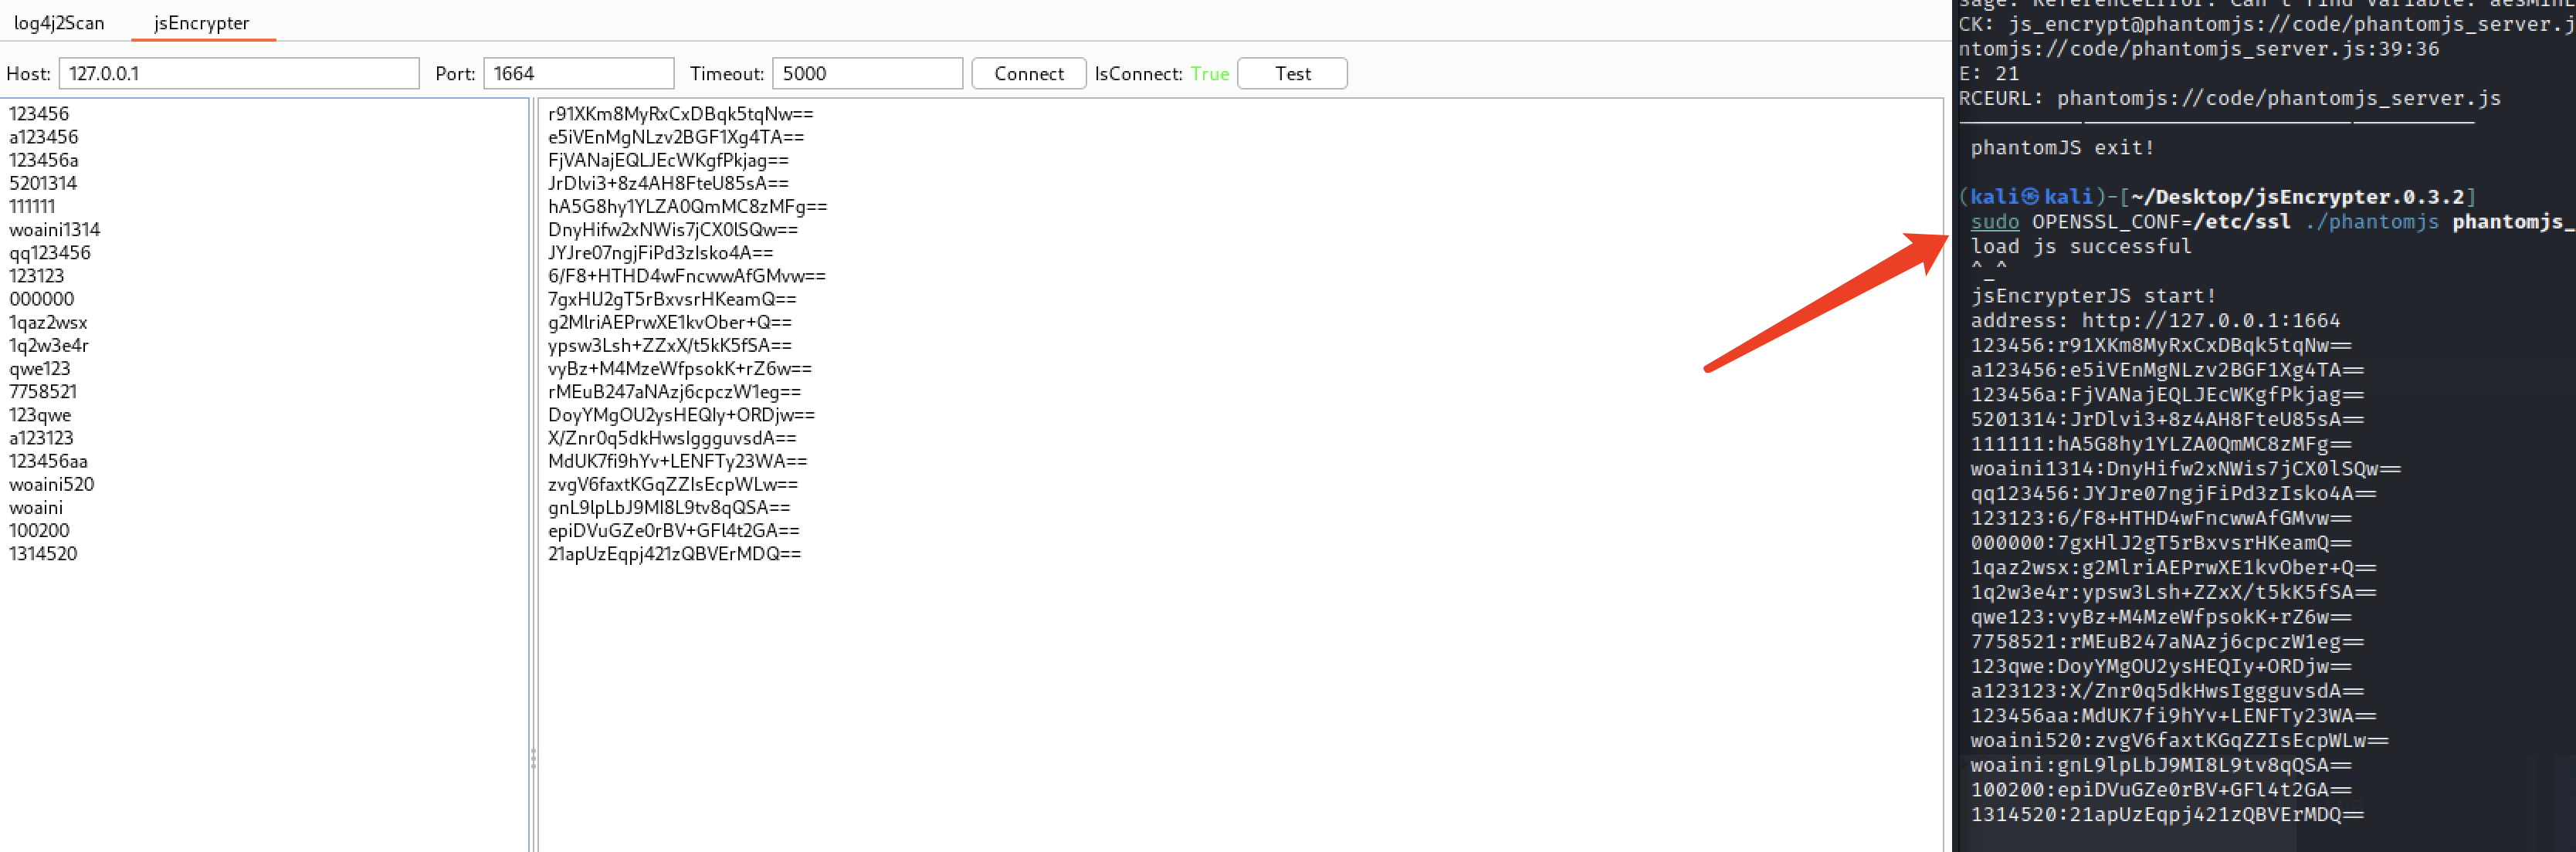 log4j2Scan jsEncrypter
Host: 127.0.0.1 Port: 1664 Timeout: 5000 Connect IsConnect: True Test
123456
a123456
123456a
5201314
111111
woaini1314
qq123456
123123
000000
1qaz2wsx
1q2w3e4r
qwe123
7758521
123qwe
a123123
123456aa
woaini520
woaini
100200
1314520
r91XKm8MyRxCxDBqk5tqNw==
e5iVEnMgNLzv2BGF1Xg4TA==
FjVANajEQLJEcWKgfPkjag==
JrDlvi3+8z4AH8FteU85sA==
hA5G8hy1YLZA0QmMC8zMFg==
DnyHifw2xNWis7jCX0lSQw==
JYJre07ngjFiPd3zIsko4A==
6/F8+HTHD4wFncwwAfGMvw==
7gxHlJ2gT5rBxvsrHKeamQ==
g2MlriAEPrwXE1kvOber+Q==
ypsw3Lsh+ZZxX/t5kK5fSA==
vyBz+M4MzeWfpsokK+rZ6w==
rMEuB247aNAzj6cpczW1eg==
DoyYMgOU2ysHEQIy+ORDjw==
X/Znr0q5dkHwsIggguvsdA==
MdUK7fi9hYv+LENFTy23WA==
zvgV6faxtKGqZZIsEcpWLw==
gnL9lpLbJ9MI8L9tv8qQSA==
epiDVuGZe0rBV+GFl4t2GA==
21apUzEqpj421zQBVErMDQ==
sage: ReferenceError: Can't find variable:
CK: js_encrypt@phantomjs://code/phantomjs_server.j
ntomjs://code/phantomjs_server.js:39:36
E: 21
RCEURL: phantomjs://code/phantomjs_server.js
phantomJS exit!
(kali㉿kali)-[~/Desktop/jsEncrypter.0.3.2]
sudo OPENSSL_CONF=/etc/ssl ./phantomjs phantomjs_
load js successful
^_^
jsEncrypterJS start!
address: http://127.0.0.1:1664
123456:r91XKm8MyRxCxDBqk5tqNw==
a123456:e5iVEnMgNLzv2BGF1Xg4TA==
123456a:FjVANajEQLJEcWKgfPkjag==
5201314:JrDlvi3+8z4AH8FteU85sA==
111111:hA5G8hy1YLZA0QmMC8zMFg==
woaini1314:DnyHifw2xNWis7jCX0lSQw==
qq123456:JYJre07ngjFiPd3zIsko4A==
123123:6/F8+HTHD4wFncwwAfGMvw==
000000:7gxHlJ2gT5rBxvsrHKeamQ==
1qaz2wsx:g2MlriAEPrwXE1kvOber+Q==
1q2w3e4r:ypsw3Lsh+ZZxX/t5kK5fSA==
qwe123:vyBz+M4MzeWfpsokK+rZ6w==
7758521:rMEuB247aNAzj6cpczW1eg==
123qwe:DoyYMgOU2ysHEQIy+ORDjw==
a123123:X/Znr0q5dkHwsIggguvsdA==
123456aa:MdUK7fi9hYv+LENFTy23WA==
woaini520:zvgV6faxtKGqZZIsEcpWLw==
woaini:gnL9lpLbJ9MI8L9tv8qQSA==
100200:epiDVuGZe0rBV+GFl4t2GA==
1314520:21apUzEqpj421zQBVErMDQ==